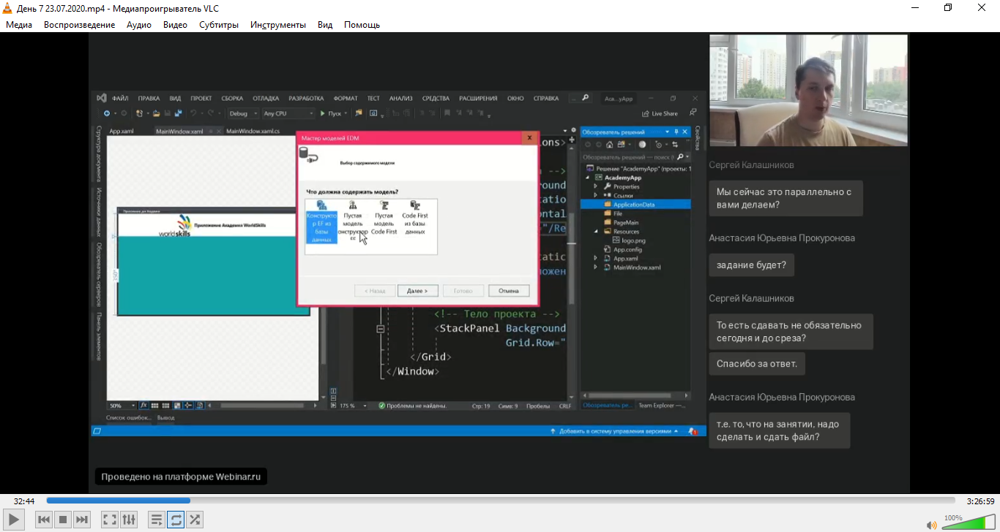 День 7 23.07.2020.mp4 - Медиапроигрыватель VLC
Медиа Воспроизведение Аудио Видео Субтитры Инструменты Вид Помощь
ФАЙЛ ПРАВКА ВИД ПРОЕКТ СБОРКА ОТЛАДКА РАЗРАБОТКА ФОРМАТ ТЕСТ АНАЛИЗ СРЕДСТВА РАСШИРЕНИЯ ОКНО СПРАВКА Ака...уApp
Debug Any CPU Пуск Live Share
App.xaml MainWindow.xaml MainWindow.xaml.cs
Структура документа
Источники данных
Обозреватель серверов
Панель элементов
Приложение Академия WorldSkills
worldskills
Мастер моделей EDM
x
Выбор содержимого модели
Что должна содержать модель?
Конструкто
р EF из
базы
данных
Пустая
модель
конструктор
EF
Пустая
модель
Code First
Code First
из базы
данных
< Назад Далее > Готово Отмена
ons>
-->
ound
tatio
ontal
"/Re
tatic
ложен
<!-- Тело проекта -->
<StackPanel Background
Grid.Row="
</Grid>
</Window>
Обозреватель решений
Свойства
Обозреватель решений — поиск
Решение "AcademyApp" (проекты: 1
AcademyApp
Properties
Ссылки
ApplicationData
File
PageMain
Resources
logo.png
App.config
App.xaml
MainWindow.xaml
50%
175 % Проблемы не найдены. Стр: 19 Симв: 9 Пробелы CRLF
Обозреватель ре... Team Explorer —...
Список ошибок... Вывод
Добавить в систему управления версиями
1
Сергей Калашников
Мы сейчас это параллельно с
вами делаем?
Анастасия Юрьевна Прокуронова
задание будет?
Сергей Калашников
То есть сдавать не обязательно
сегодня и до среза?
Спасибо за ответ.
Анастасия Юрьевна Прокуронова
т.е. то, что на занятии, надо
сделать и сдать файл?
Проведено на платформе Webinar.ru
32:44 3:26:59
100%